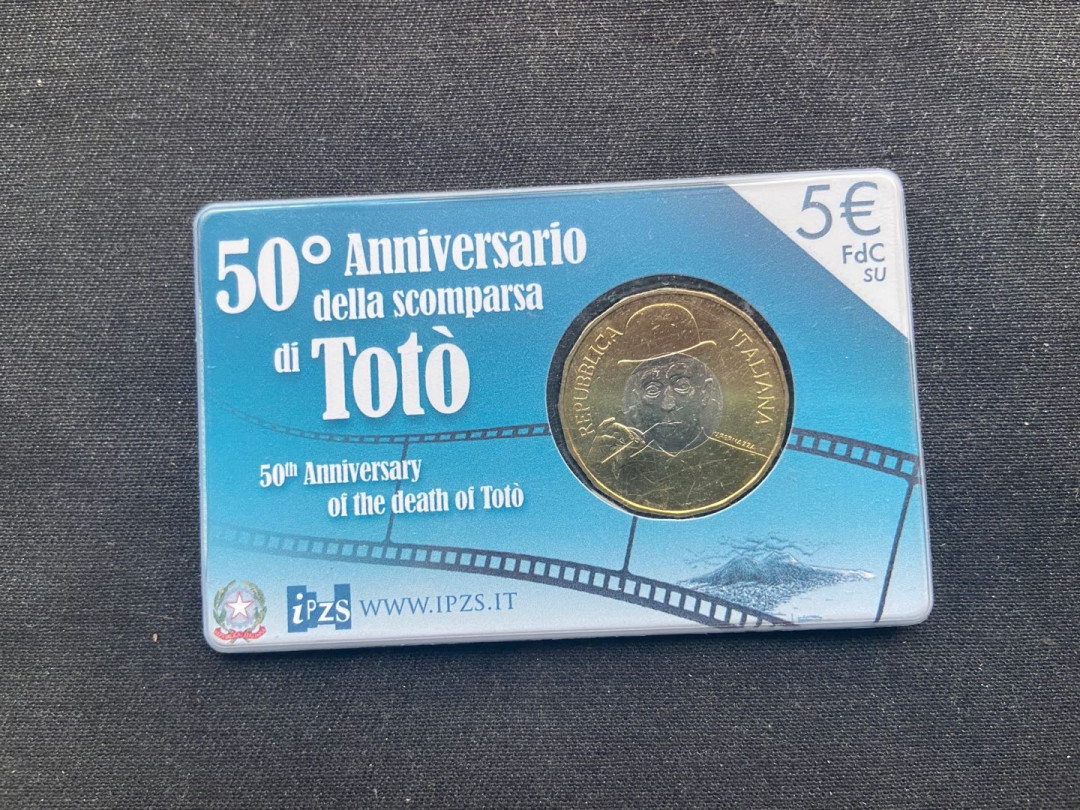 50° Anniversario
della scomparsa
di Totò
50th Anniversary
of the death of Totò
5€
FdC
SU
REPUBBLICA ITALIANA
iPZS WWW.IPZS.IT